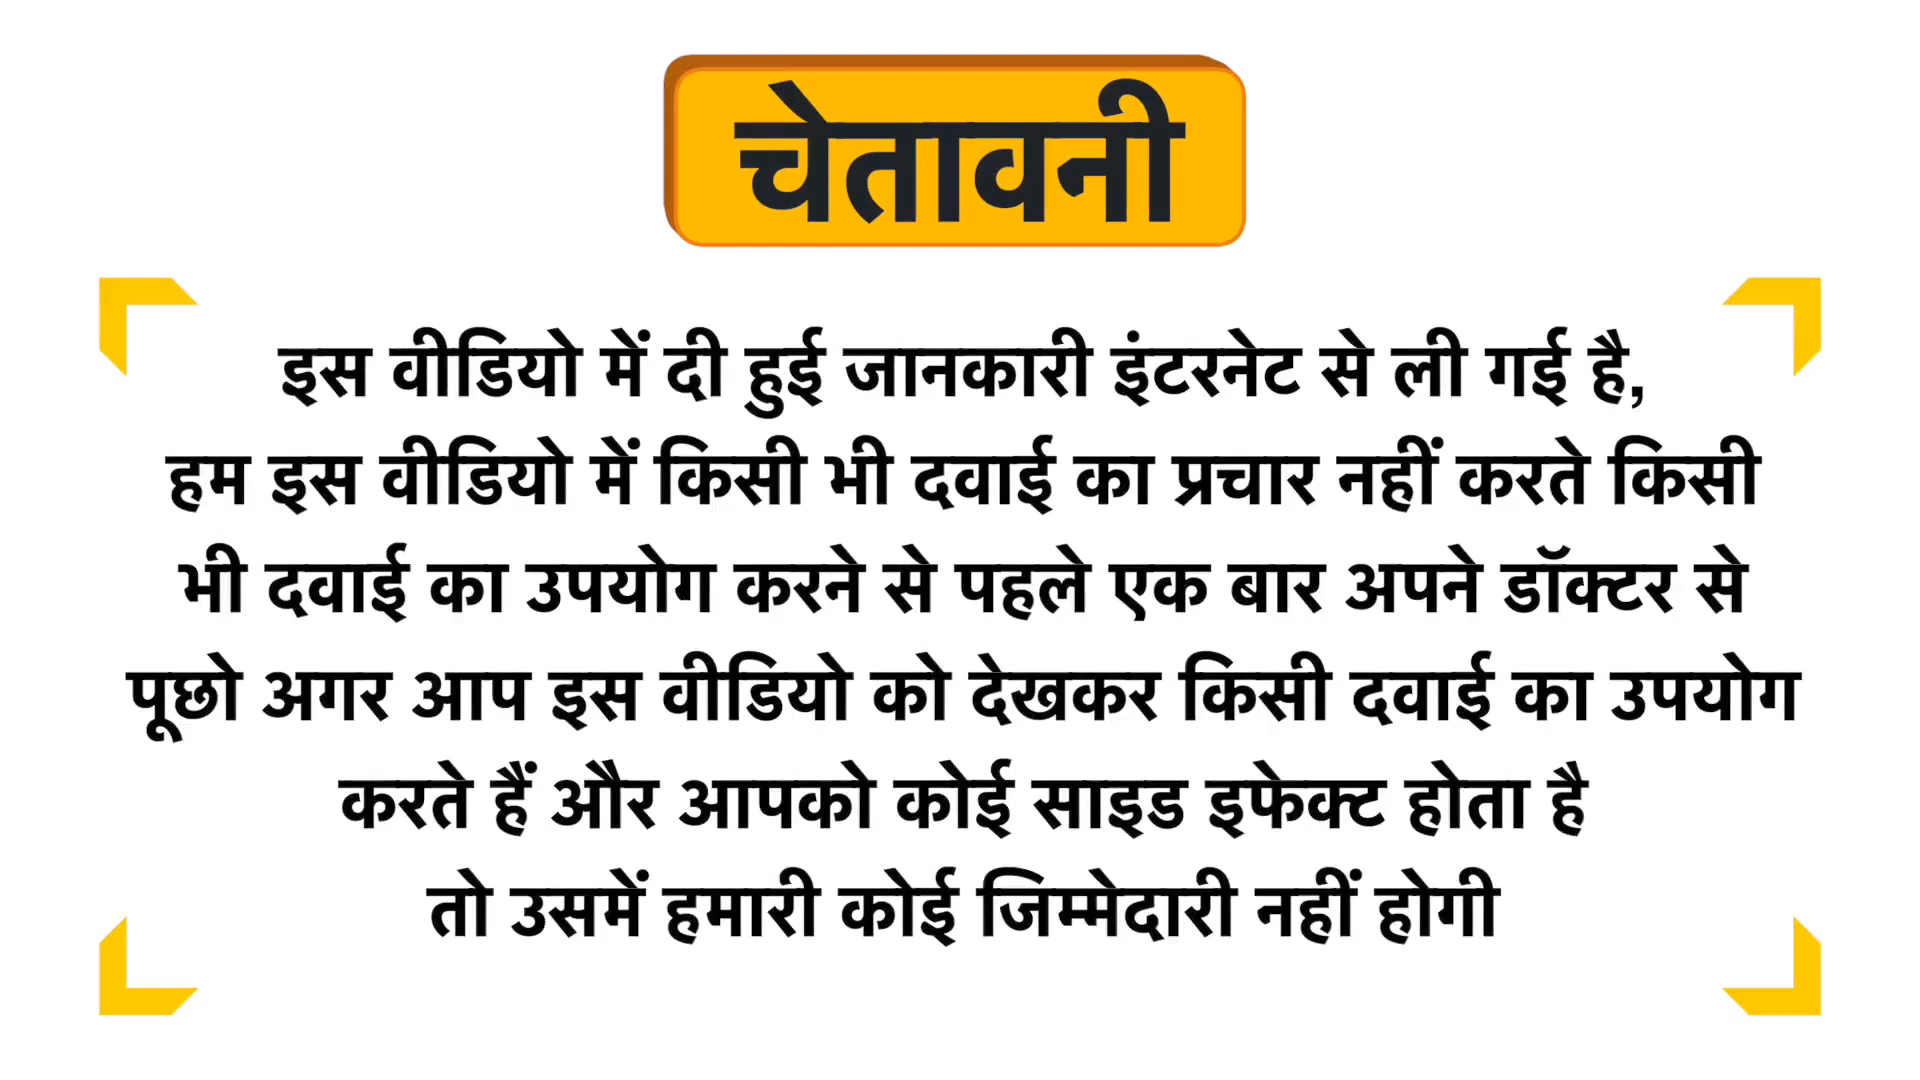 चेतावनी
इस वीडियो में दी हुई जानकारी इंटरनेट से ली गई है,
हम इस वीडियो में किसी भी दवाई का प्रचार नहीं करते किसी
भी दवाई का उपयोग करने से पहले एक बार अपने डॉक्टर से
पूछो अगर आप इस वीडियो को देखकर किसी दवाई का उपयोग
करते हैं और आपको कोई साइड इफेक्ट होता है
तो उसमें हमारी कोई जिम्मेदारी नहीं होगी